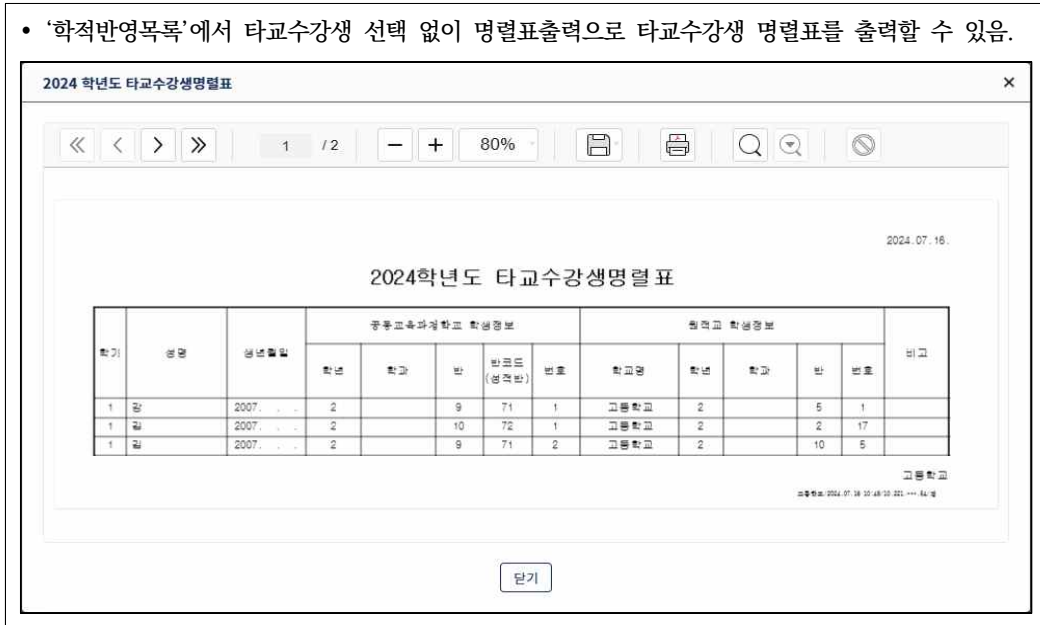 • ‘학적반영목록’에서 타교수강생 선택 없이 명렬표출력으로 타교수강생 명렬표를 출력할 수 있음.
2024 학년도 타교수강생명렬표 ×
1 / 2 80%
2024.07.16.
2024학년도 타교수강생명렬표
학기 성명 생년월일 공동교육과정학교 학생정보 원적교 학생정보 비고
학년 학과 반 반코드 (성적반) 번호 학교명 학년 학과 반 번호
1 강 2007. . . 2 9 71 1 고등학교 2 5 1
1 김 2007. . . 2 10 72 1 고등학교 2 2 17
1 김 2007. . . 2 9 71 2 고등학교 2 10 5
고등학교
닫기